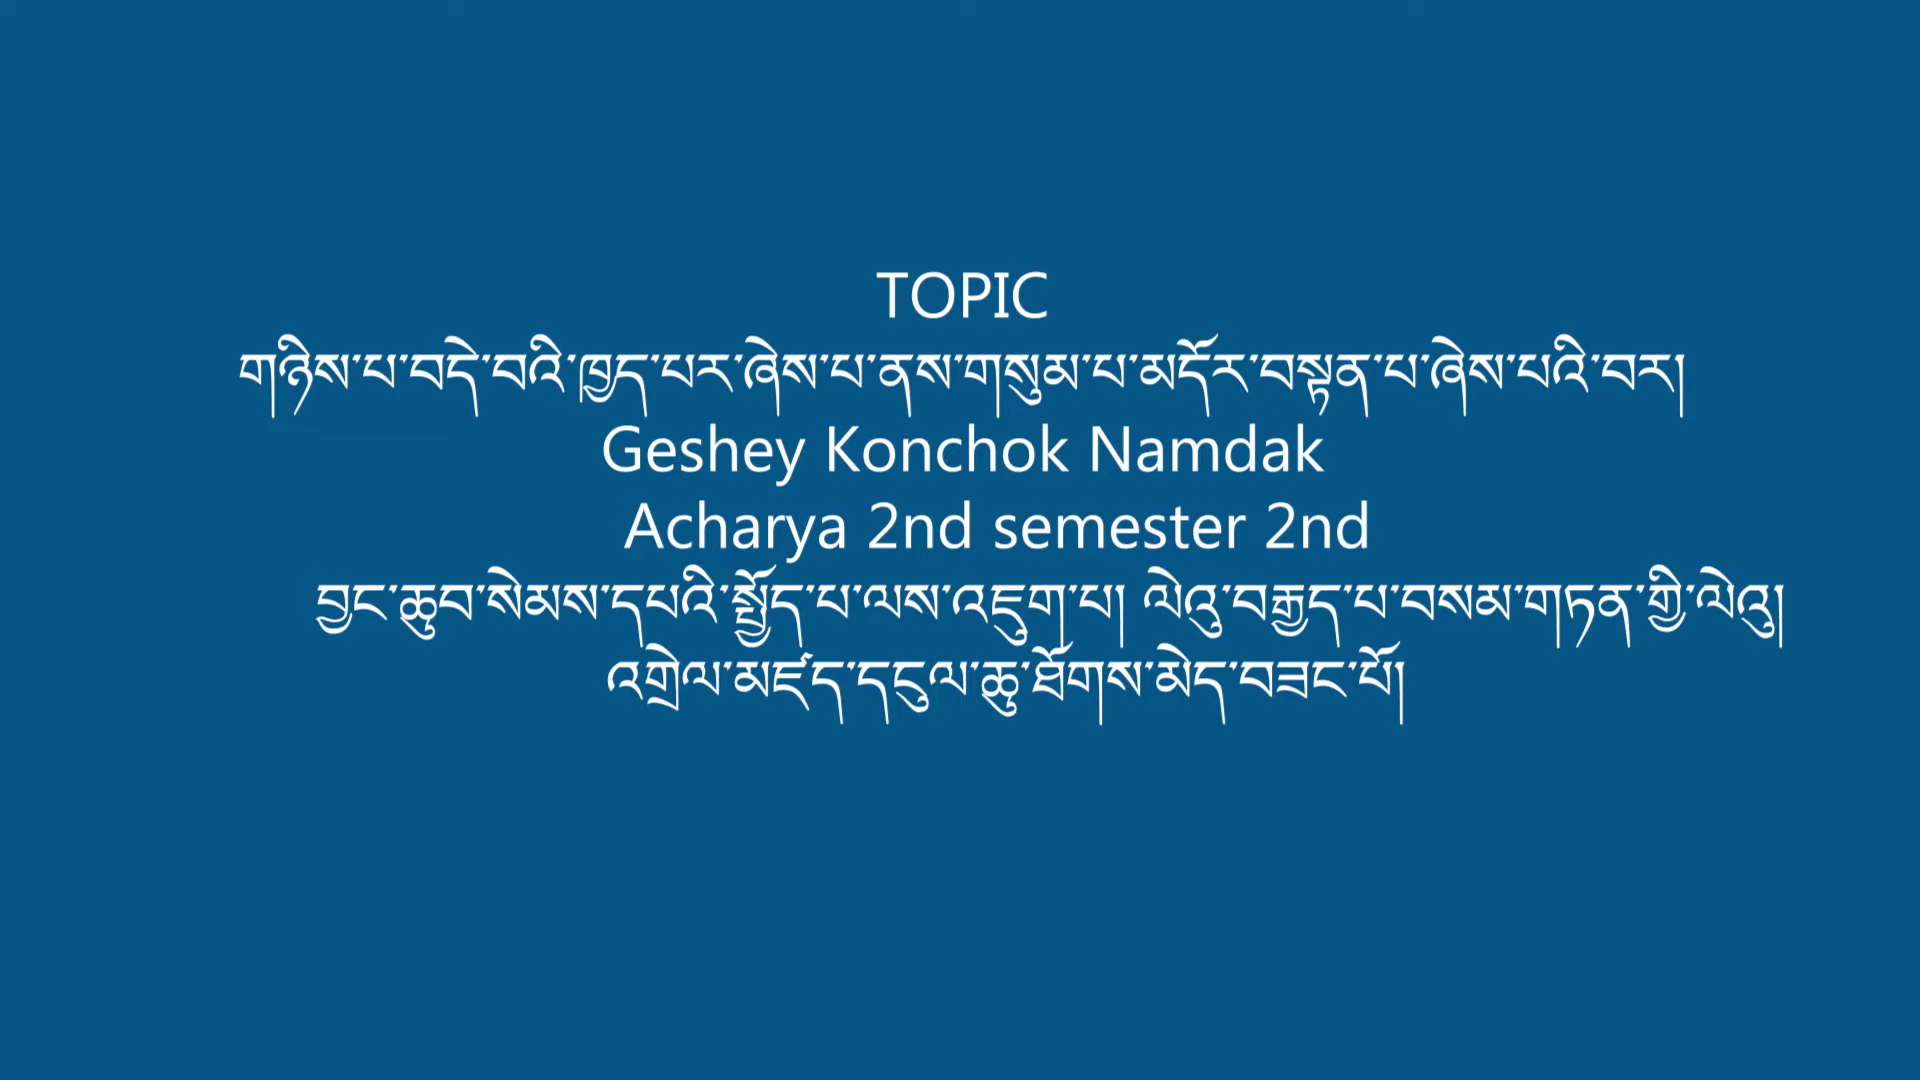 TOPIC
གཉིས་པ་བདེ་བའི་ཁྱད་པར་ཞེས་པ་ནས་གསུམ་པ་མདོར་བསྟན་པ་ཞེས་པའི་བར།
Geshey Konchok Namdak
Acharya 2nd semester 2nd
བྱང་ཆུབ་སེམས་དཔའི་སྤྱོད་པ་ལས་འཇུག་པ། ལེའུ་བརྒྱད་པ་བསམ་གཏན་གྱི་ལེའུ།
འགྲེལ་མཛད་དངུལ་ཆུ་ཐོགས་མེད་བཟང་པོ།